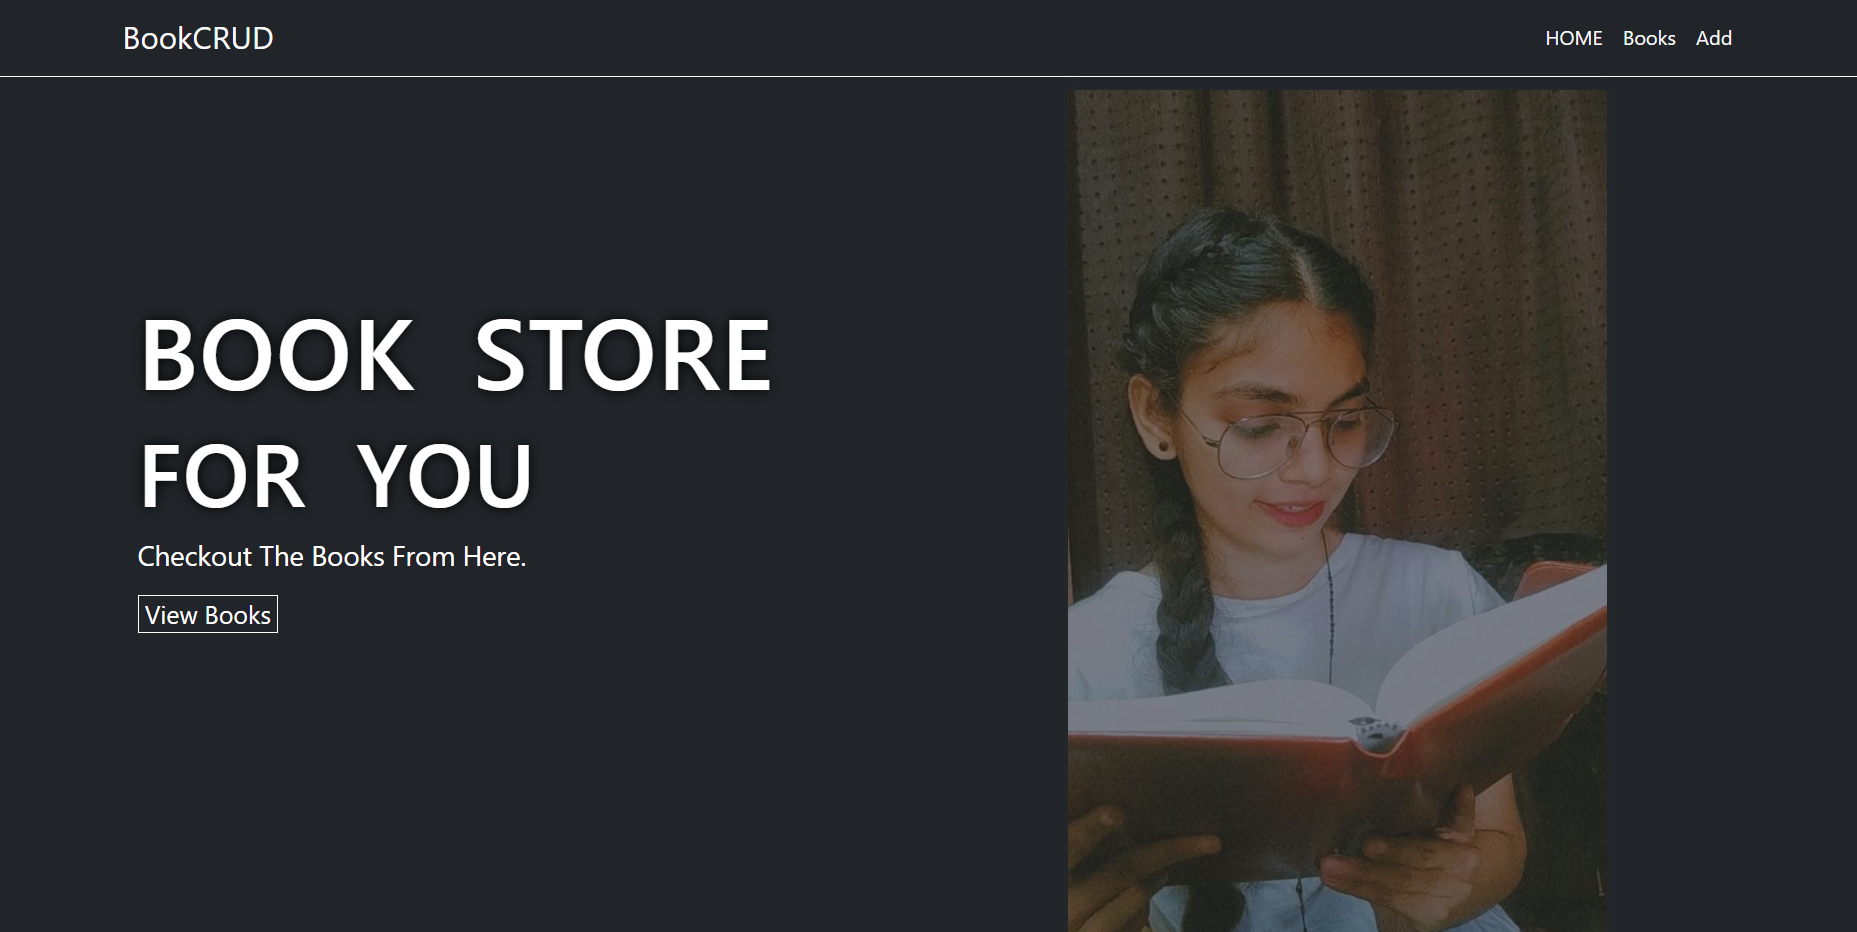 BookCRUD
HOME Books Add
BOOK STORE
FOR YOU
Checkout The Books From Here.
View Books